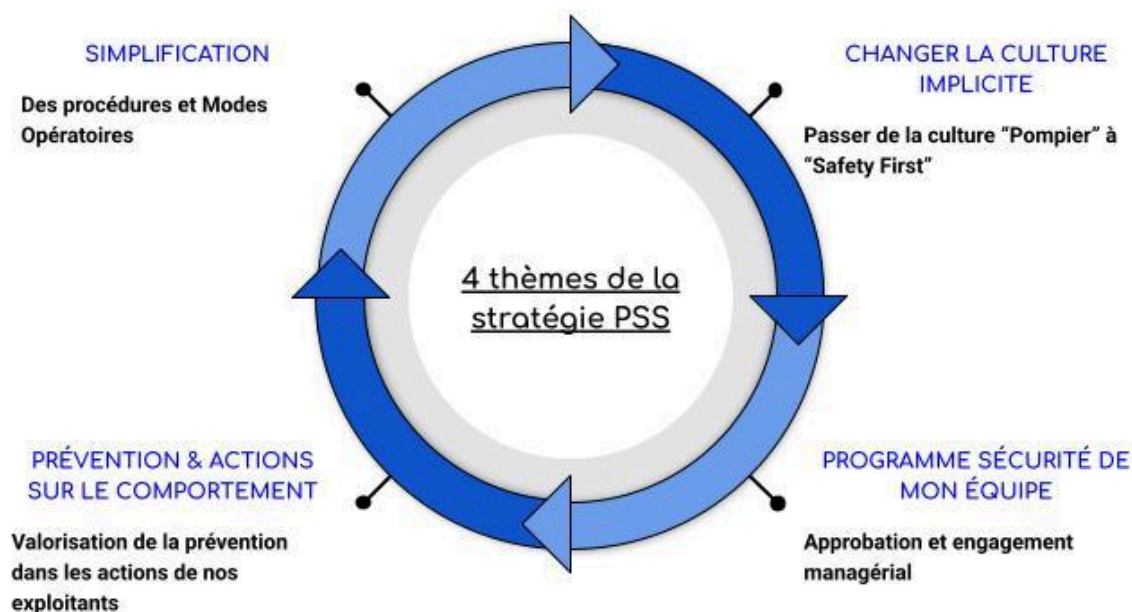 SIMPLIFICATION
Des procédures et Modes
Opératoires
CHANGER LA CULTURE
IMPLICITE
Passer de la culture “Pompier” à
“Safety First”
4 thèmes de la
stratégie PSS
PRÉVENTION & ACTIONS
SUR LE COMPORTEMENT
Valorisation de la prévention
dans les actions de nos
exploitants
PROGRAMME SÉCURITÉ DE
MON ÉQUIPE
Approbation et engagement
managérial